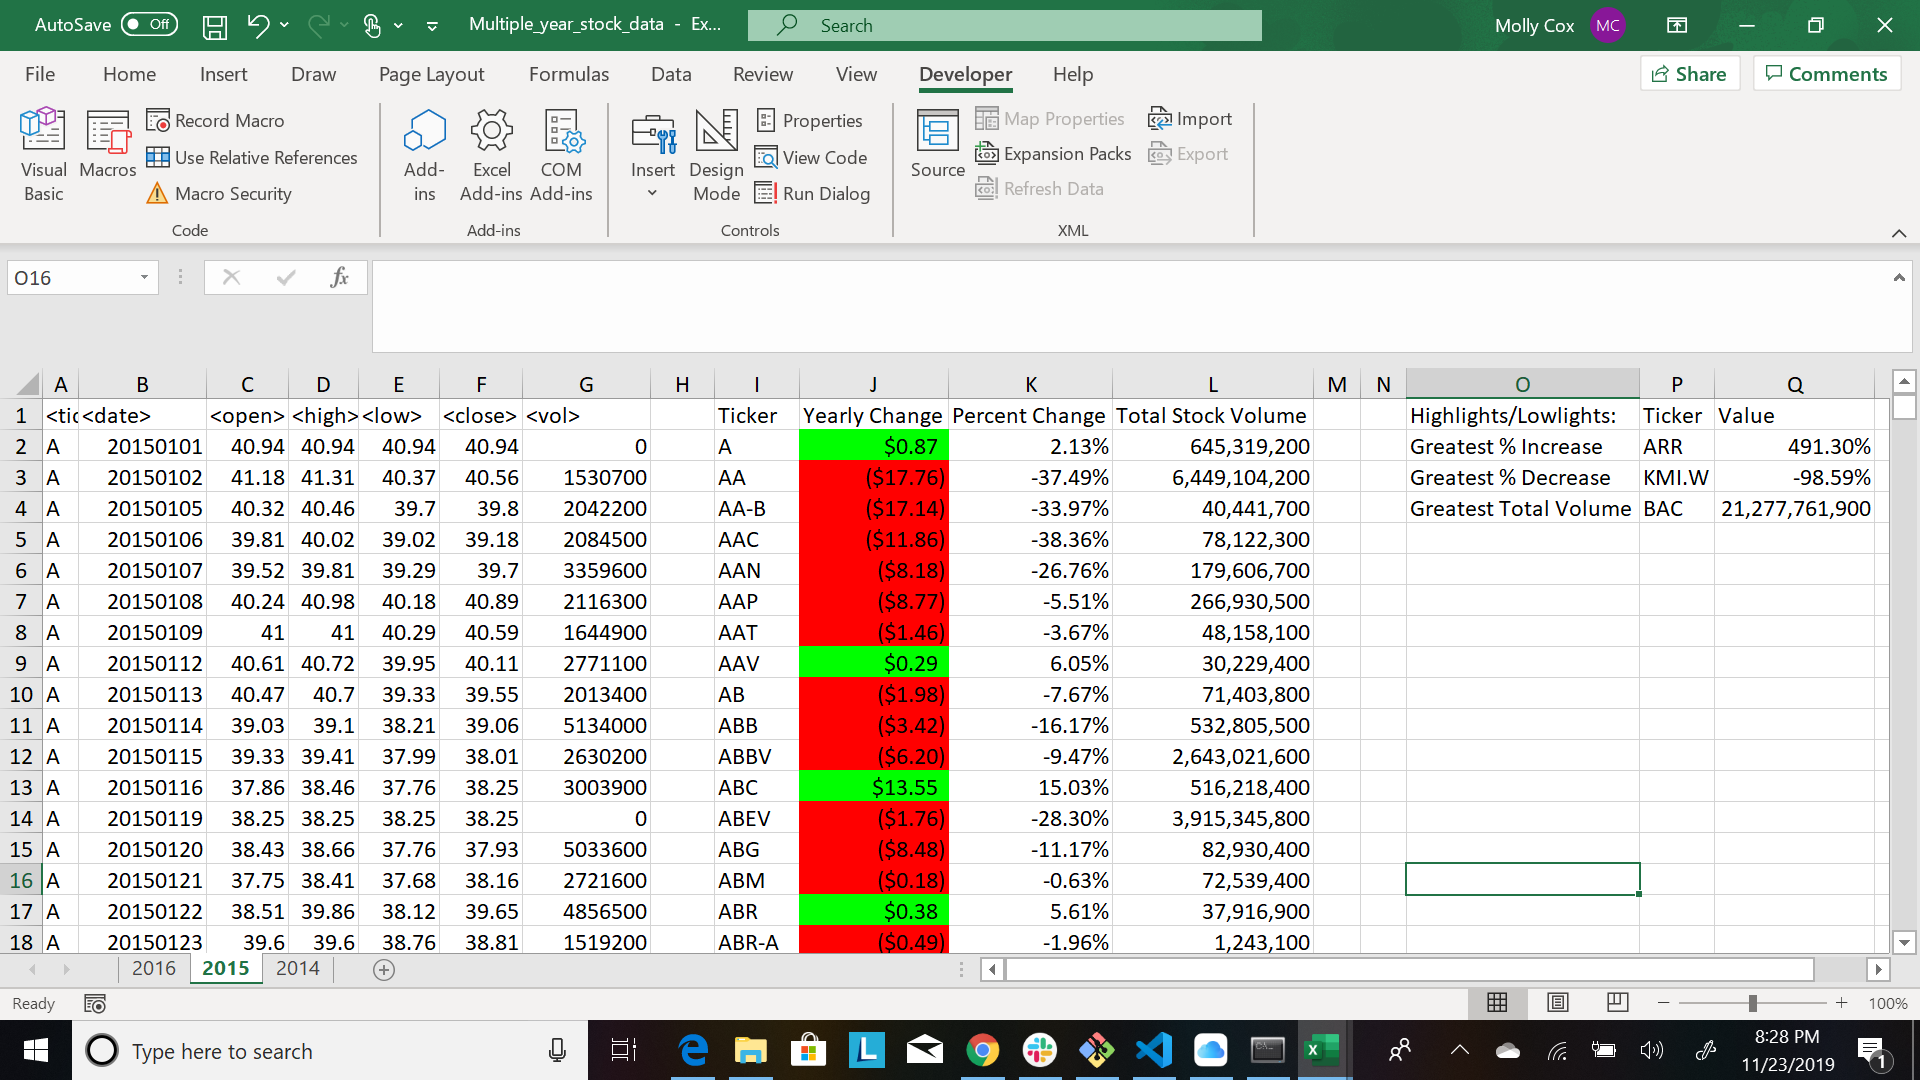 AutoSave Off Multiple_year_stock_data - Ex... Search Molly Cox MC
File Home Insert Draw Page Layout Formulas Data Review View Developer Help Share Comments
Visual Basic
Macros
Record Macro
Use Relative References
Macro Security
Code
Add-ins
Excel Add-ins
COM Add-ins
Add-ins
Insert
Design Mode
Properties
View Code
Run Dialog
Controls
Source
Map Properties
Expansion Packs
Refresh Data
Import
Export
XML
O16 fx
A B C D E F G H I J K L M N O P Q
1 <tic <date> <open> <high> <low> <close> <vol> Ticker Yearly Change Percent Change Total Stock Volume Highlights/Lowlights: Ticker Value
2 A 20150101 40.94 40.94 40.94 40.94 0 A $0.87 2.13% 645,319,200 Greatest % Increase ARR 491.30%
3 A 20150102 41.18 41.31 40.37 40.56 1530700 AA ($17.76) -37.49% 6,449,104,200 Greatest % Decrease KMI.W -98.59%
4 A 20150105 40.32 40.46 39.7 39.8 2042200 AA-B ($17.14) -33.97% 40,441,700 Greatest Total Volume BAC 21,277,761,900
5 A 20150106 39.81 40.02 39.02 39.18 2084500 AAC ($11.86) -38.36% 78,122,300
6 A 20150107 39.52 39.81 39.29 39.7 3359600 AAN ($8.18) -26.76% 179,606,700
7 A 20150108 40.24 40.98 40.18 40.89 2116300 AAP ($8.77) -5.51% 266,930,500
8 A 20150109 41 41 40.29 40.59 1644900 AAT ($1.46) -3.67% 48,158,100
9 A 20150112 40.61 40.72 39.95 40.11 2771100 AAV $0.29 6.05% 30,229,400
10 A 20150113 40.47 40.7 39.33 39.55 2013400 AB ($1.98) -7.67% 71,403,800
11 A 20150114 39.03 39.1 38.21 39.06 5134000 ABB ($3.42) -16.17% 532,805,500
12 A 20150115 39.33 39.41 37.99 38.01 2630200 ABBV ($6.20) -9.47% 2,643,021,600
13 A 20150116 37.86 38.46 37.76 38.25 3003900 ABC $13.55 15.03% 516,218,400
14 A 20150119 38.25 38.25 38.25 38.25 0 ABEV ($1.76) -28.30% 3,915,345,800
15 A 20150120 38.43 38.66 37.76 37.93 5033600 ABG ($8.48) -11.17% 82,930,400
16 A 20150121 37.75 38.41 37.68 38.16 2721600 ABM ($0.18) -0.63% 72,539,400
17 A 20150122 38.51 39.86 38.12 39.65 4856500 ABR $0.38 5.61% 37,916,900
18 A 20150123 39.6 39.6 38.76 38.81 1519200 ABR-A ($0.49) -1.96% 1,243,100
2016 2015 2014
Ready 100%
Type here to search
8:28 PM
11/23/2019
1